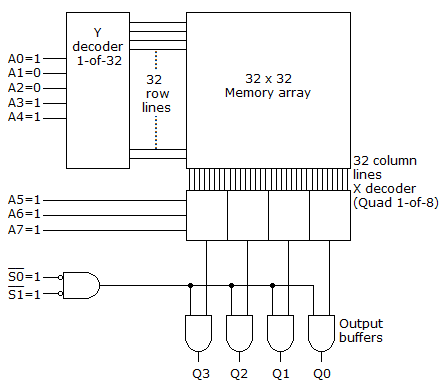 Y
decoder
1-of-32
A0=1
A1=0
A2=0
A3=1
A4=1
32
row
lines
32 x 32
Memory array
32 column
lines
X decoder
(Quad 1-of-8)
A5=1
A6=1
A7=1
S̅0̅=1
S̅1̅=1
Output
buffers
Q3
Q2
Q1
Q0